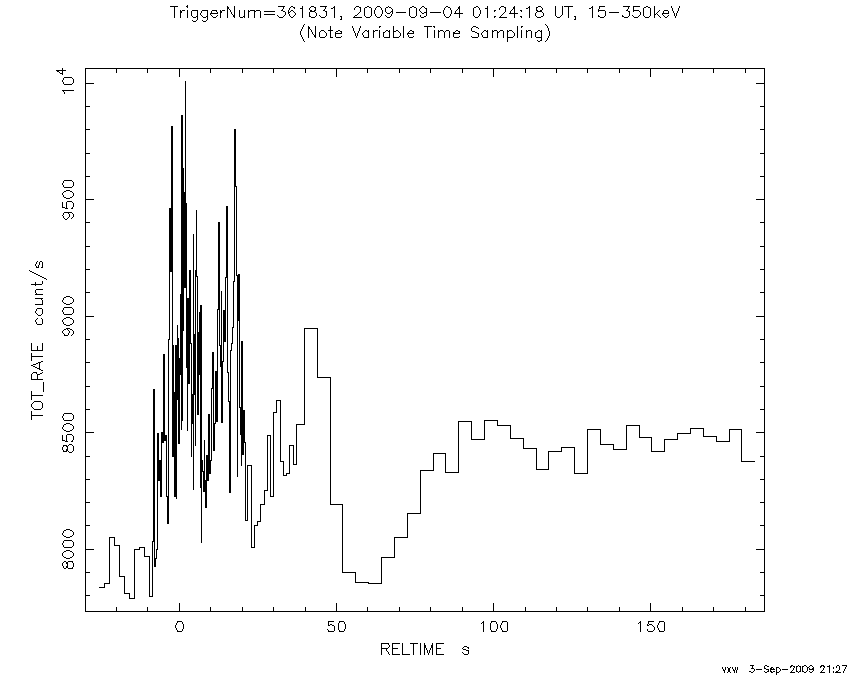 TriggerNum=361831, 2009-09-04 01:24:18 UT, 15-350keV
(Note Variable Time Sampling)
10⁴
9500
9000
8500
8000
TOT_RATE count/s
0 50 100 150
RELTIME s
vxw 3-Sep-2009 21:27